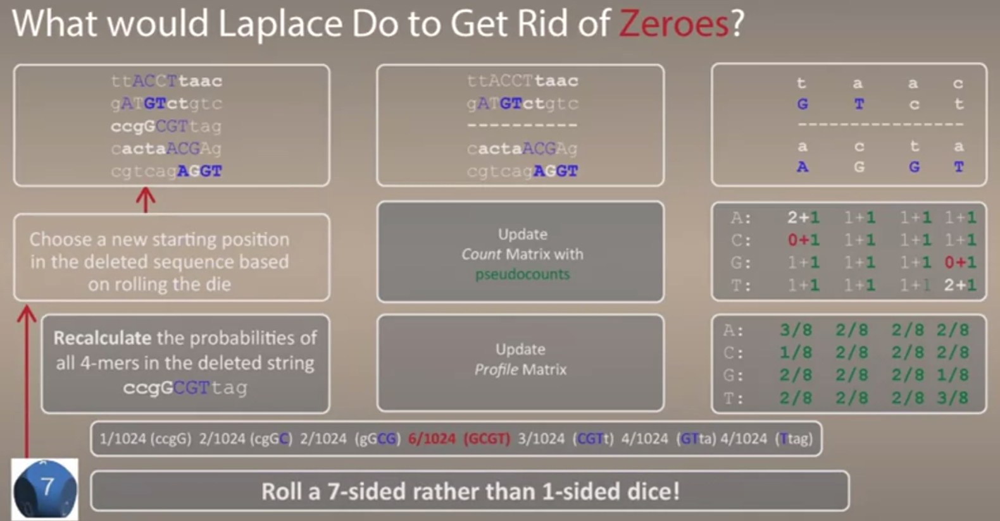 What would Laplace Do to Get Rid of Zeroes?
ttACCTtaac
gATGTctgtc
ccgGCGTtag
cactaACGAg
cgtcagAGGT
ttACCTtaac
gATGTctgtc
----------
cactaACGAg
cgtcagAGGT
t a a c
G T c t
----------------
a c t a
A G G T
Choose a new starting position
in the deleted sequence based
on rolling the die
Update
Count Matrix with
pseudocounts
A: 2+1 1+1 1+1 1+1
C: 0+1 1+1 1+1 1+1
G: 1+1 1+1 1+1 0+1
T: 1+1 1+1 1+1 2+1
Recalculate the probabilities of
all 4-mers in the deleted string
ccgGCGTtag
Update
Profile Matrix
A: 3/8 2/8 2/8 2/8
C: 1/8 2/8 2/8 2/8
G: 2/8 2/8 2/8 1/8
T: 2/8 2/8 2/8 3/8
1/1024 (ccgG) 2/1024 (cgGC) 2/1024 (gGCG) 6/1024 (GCGT) 3/1024 (CGTt) 4/1024 (GTta) 4/1024 (Ttag)
7
Roll a 7-sided rather than 1-sided dice!